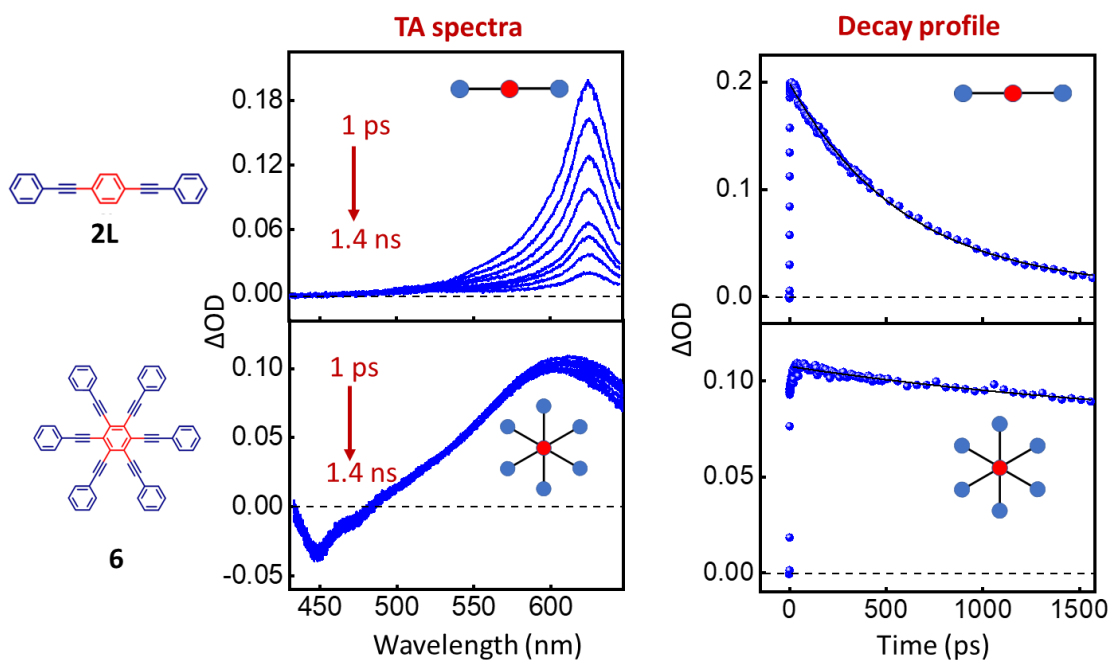 TA spectra
Decay profile
2L
6
ΔOD
0.18
0.12
0.06
0.00
1 ps
1.4 ns
0.10
0.05
0.00
-0.05
1 ps
1.4 ns
450
500
550
600
Wavelength (nm)
ΔOD
0.2
0.1
0.0
0.10
0.05
0.00
0
500
1000
1500
Time (ps)